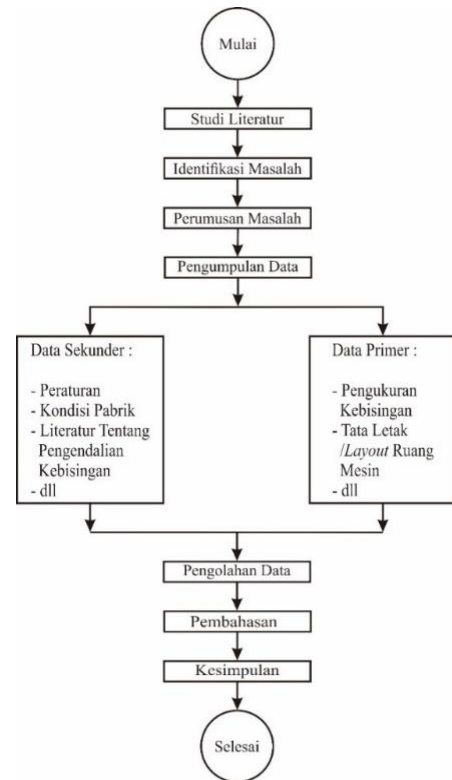 Mulai
Studi Literatur
Identifikasi Masalah
Perumusan Masalah
Pengumpulan Data
Data Sekunder :
- Peraturan
- Kondisi Pabrik
- Literatur Tentang
Pengendalian
Kebisingan
- dll
Data Primer :
- Pengukuran
Kebisingan
- Tata Letak
/Layout Ruang
Mesin
- dll
Pengolahan Data
Pembahasan
Kesimpulan
Selesai